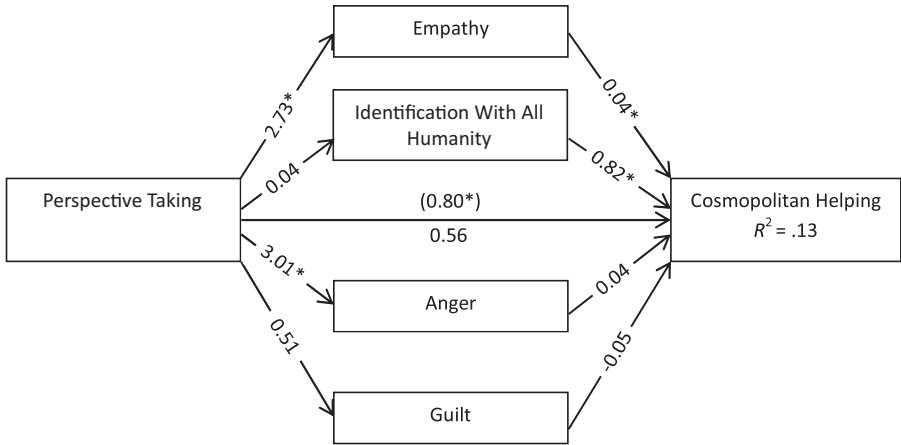 Empathy
2.73*
0.04*
Identification With All
Humanity
0.04
0.82*
Perspective Taking
(0.80*)
0.56
Cosmopolitan Helping
R² = .13
3.01*
Anger
0.04
0.51
Guilt
-0.05